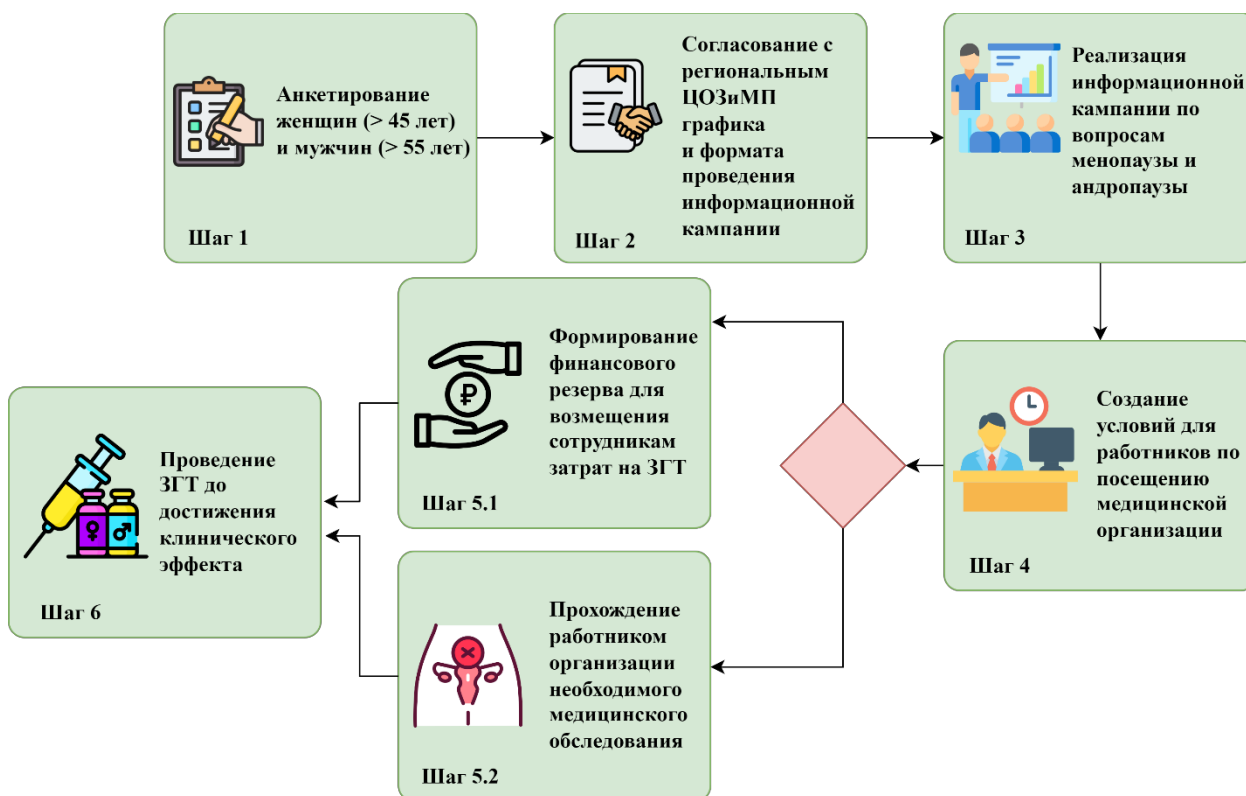 Анкетирование
женщин (> 45 лет)
и мужчин (> 55 лет)
Шаг 1
Согласование с
региональным
ЦОЗиМП
графика
и формата
проведения
информационной
кампании
Шаг 2
Реализация
информационной
кампании по
вопросам
менопаузы и
андропаузы
Шаг 3
Создание
условий для
работников по
посещению
медицинской
организации
Шаг 4
Формирование
финансового
резерва для
возмещения
сотрудникам
затрат на ЗГТ
Шаг 5.1
Прохождение
работником
организации
необходимого
медицинского
обследования
Шаг 5.2
Проведение
ЗГТ до
достижения
клинического
эффекта
Шаг 6